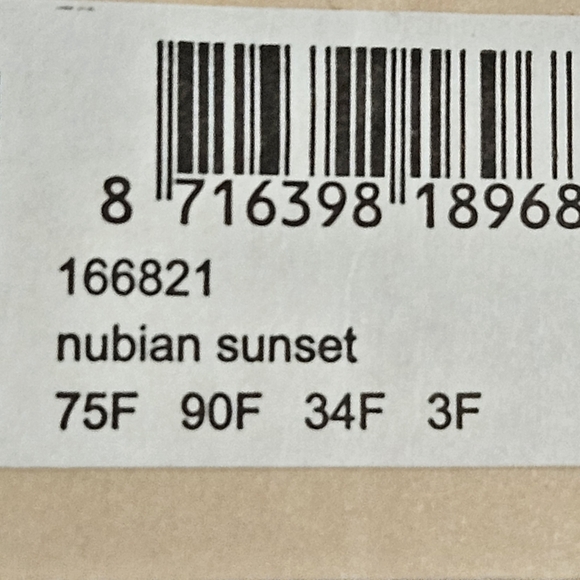 8 716398 18968
166821
nubian sunset
75F 90F 34F 3F